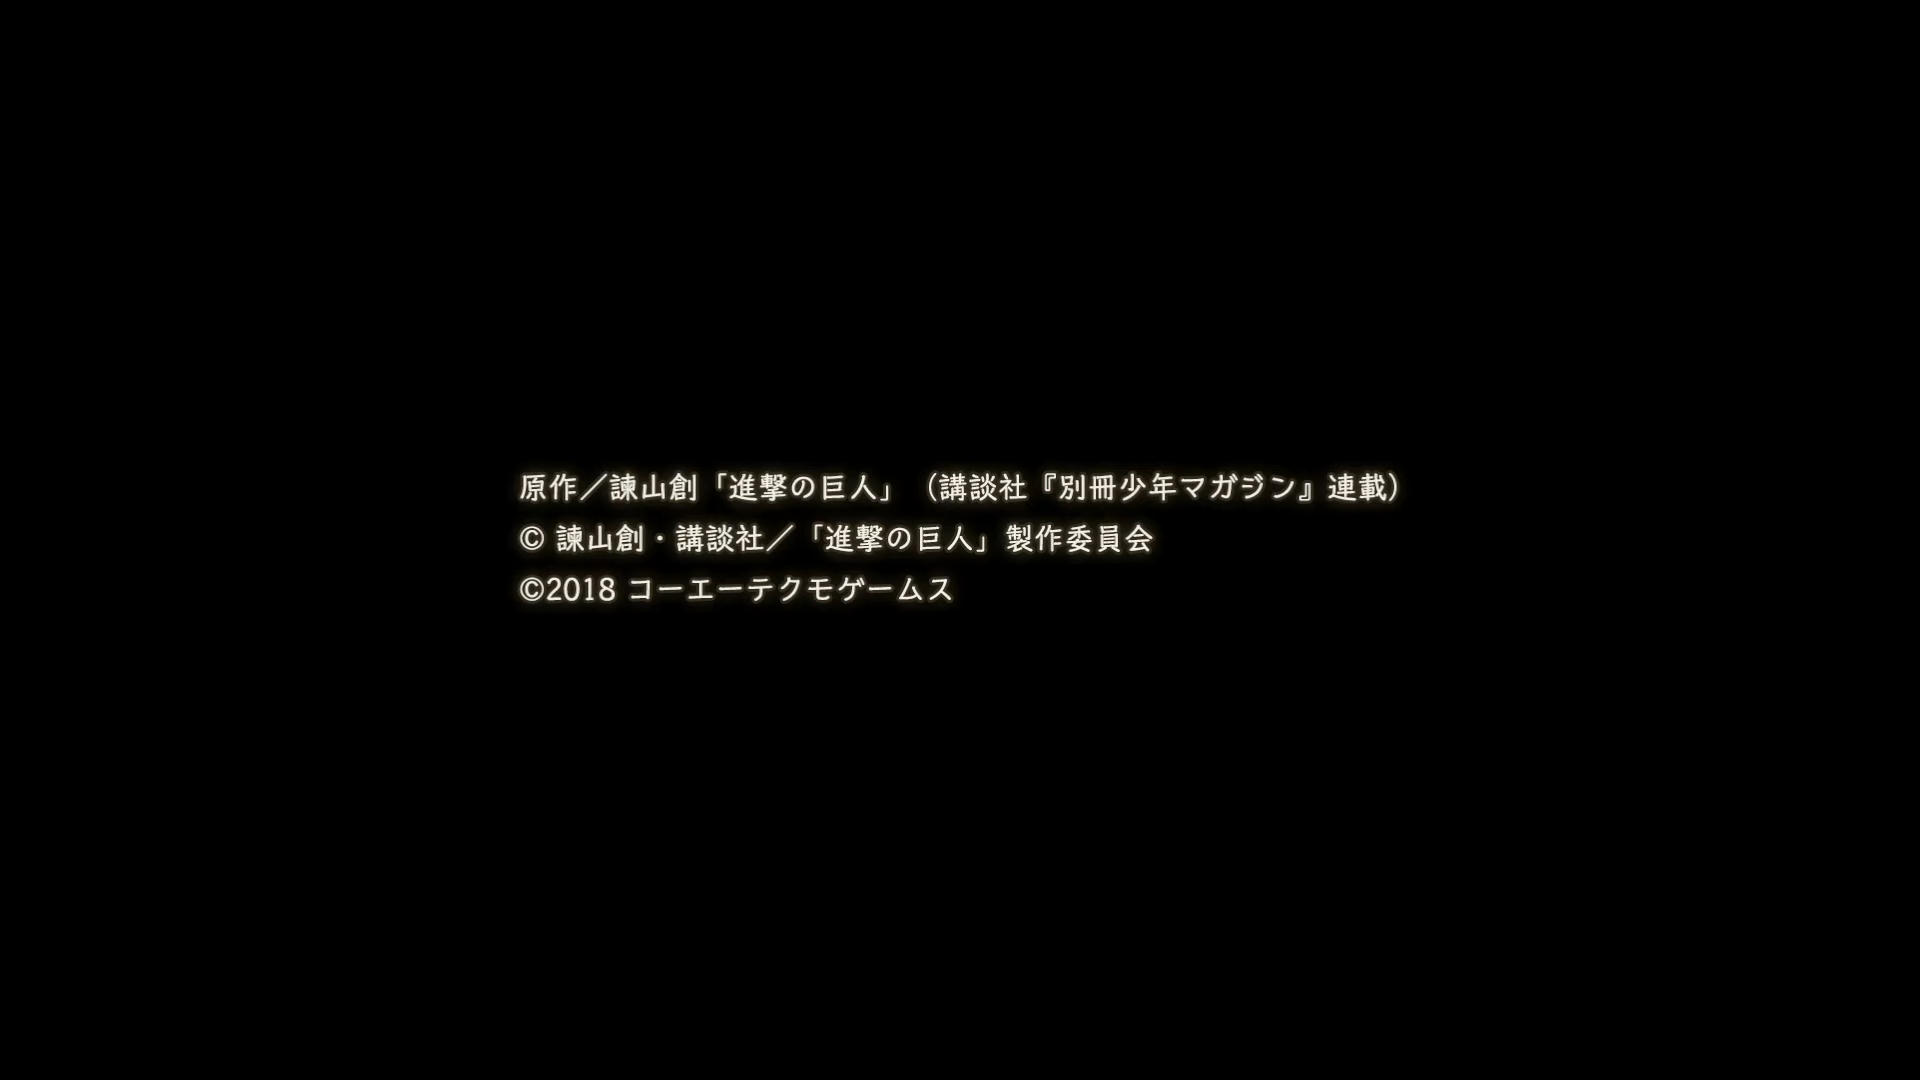 原作／諫山創「進撃の巨人」（講談社『別冊少年マガジン』連載）
© 諫山創・講談社／「進撃の巨人」製作委員会
©2018 コーエーテクモゲームス